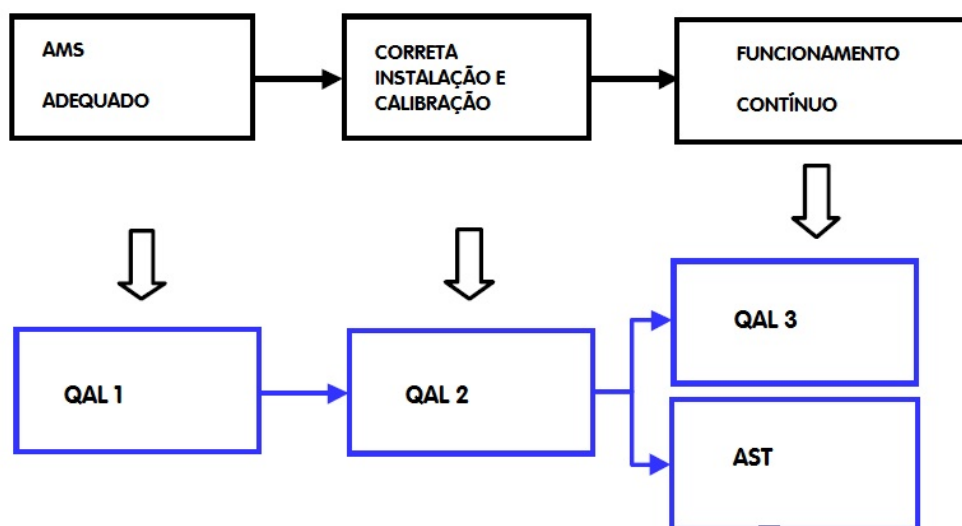 AMS
ADEQUADO
CORRETA
INSTALAÇÃO E
CALIBRAÇÃO
FUNCIONAMENTO
CONTÍNUO
QAL 1
QAL 2
QAL 3
AST